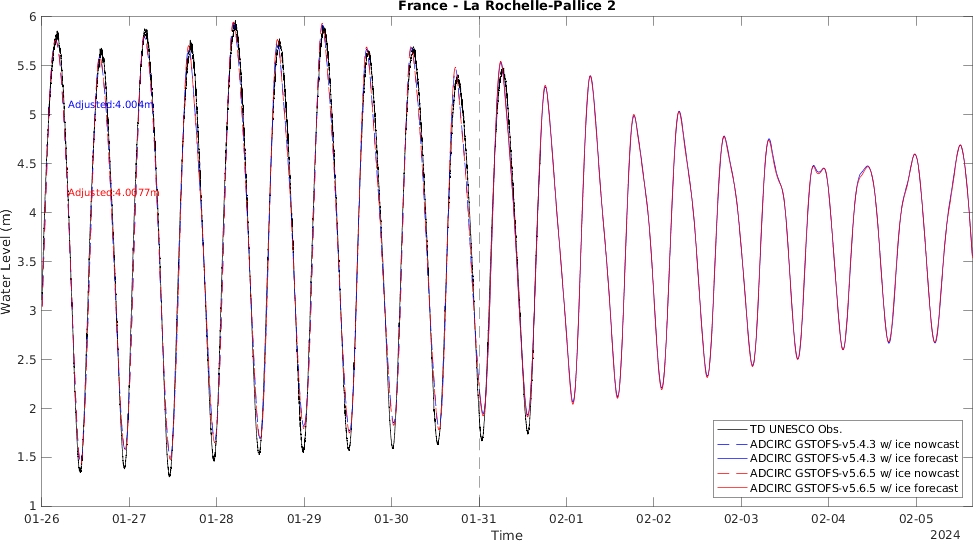 France - La Rochelle-Pallice 2
6
5.5
5
4.5
4
3.5
3
2.5
2
1.5
1
Water Level (m)
Adjusted:4.004m
Adjusted:4.0077m
TD UNESCO Obs.
ADCIRC GSTOFS-v5.4.3 w/ ice nowcast
ADCIRC GSTOFS-v5.4.3 w/ ice forecast
ADCIRC GSTOFS-v5.6.5 w/ ice nowcast
ADCIRC GSTOFS-v5.6.5 w/ ice forecast
01-26 01-27 01-28 01-29 01-30 01-31 02-01 02-02 02-03 02-04 02-05
Time
2024